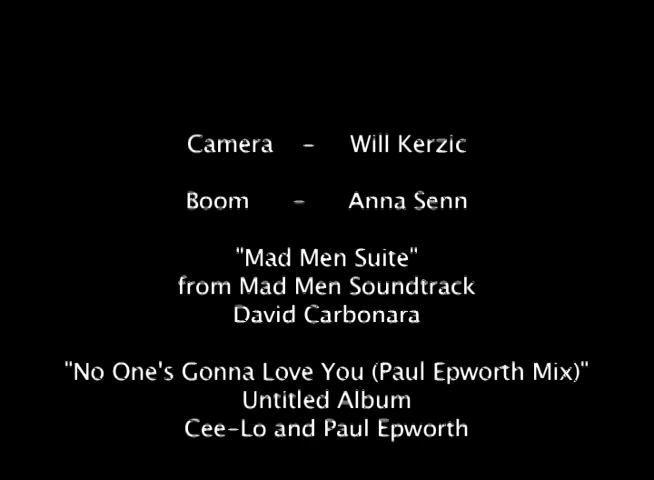 Camera - Will Kerzic
Boom - Anna Senn
"Mad Men Suite"
from Mad Men Soundtrack
David Carbonara
"No One's Gonna Love You (Paul Epworth Mix)"
Untitled Album
Cee-Lo and Paul Epworth